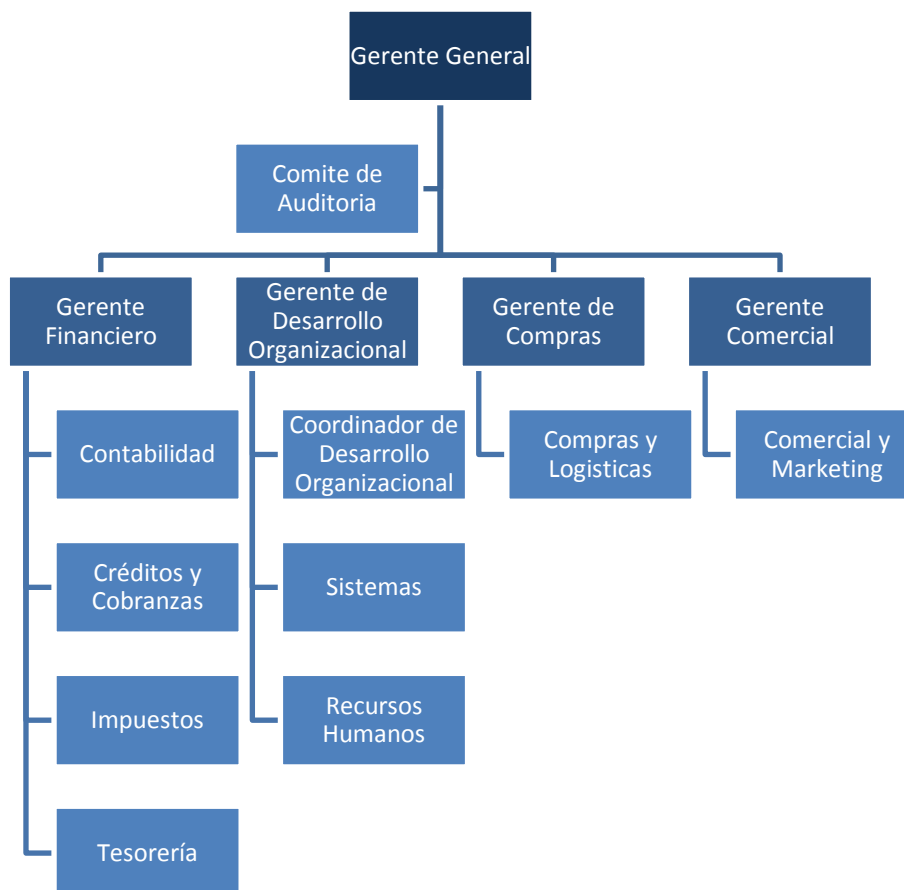 Gerente General
Comite de
Auditoria
Gerente
Financiero
Gerente de
Desarrollo
Organizacional
Gerente de
Compras
Gerente
Comercial
Contabilidad
Créditos y
Cobranzas
Impuestos
Tesorería
Coordinador de
Desarrollo
Organizacional
Sistemas
Recursos
Humanos
Compras y
Logisticas
Comercial y
Marketing